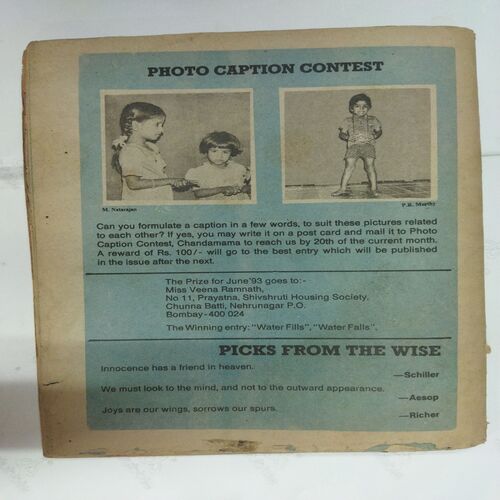 PHOTO CAPTION CONTEST
M. Natarajan
P.R. Murthy
Can you formulate a caption in a few words, to suit these pictures related
to each other? If yes, you may write it on a post card and mail it to Photo
Caption Contest, Chandamama to reach us by 20th of the current month.
A reward of Rs. 100/- will go to the best entry which will be published
in the issue after the next.
The Prize for June'93 goes to:-
Miss Veena Ramnath,
No 11, Prayatna, Shivshruti Housing Society,
Chunna Batti, Nehrunagar P.O.
Bombay-400 024
The Winning entry: "Water Fills", "Water Falls".
PICKS FROM THE WISE
Innocence has a friend in heaven.
—Schiller
We must look to the mind, and not to the outward appearance.
—Aesop
Joys are our wings, sorrows our spurs.
—Richer